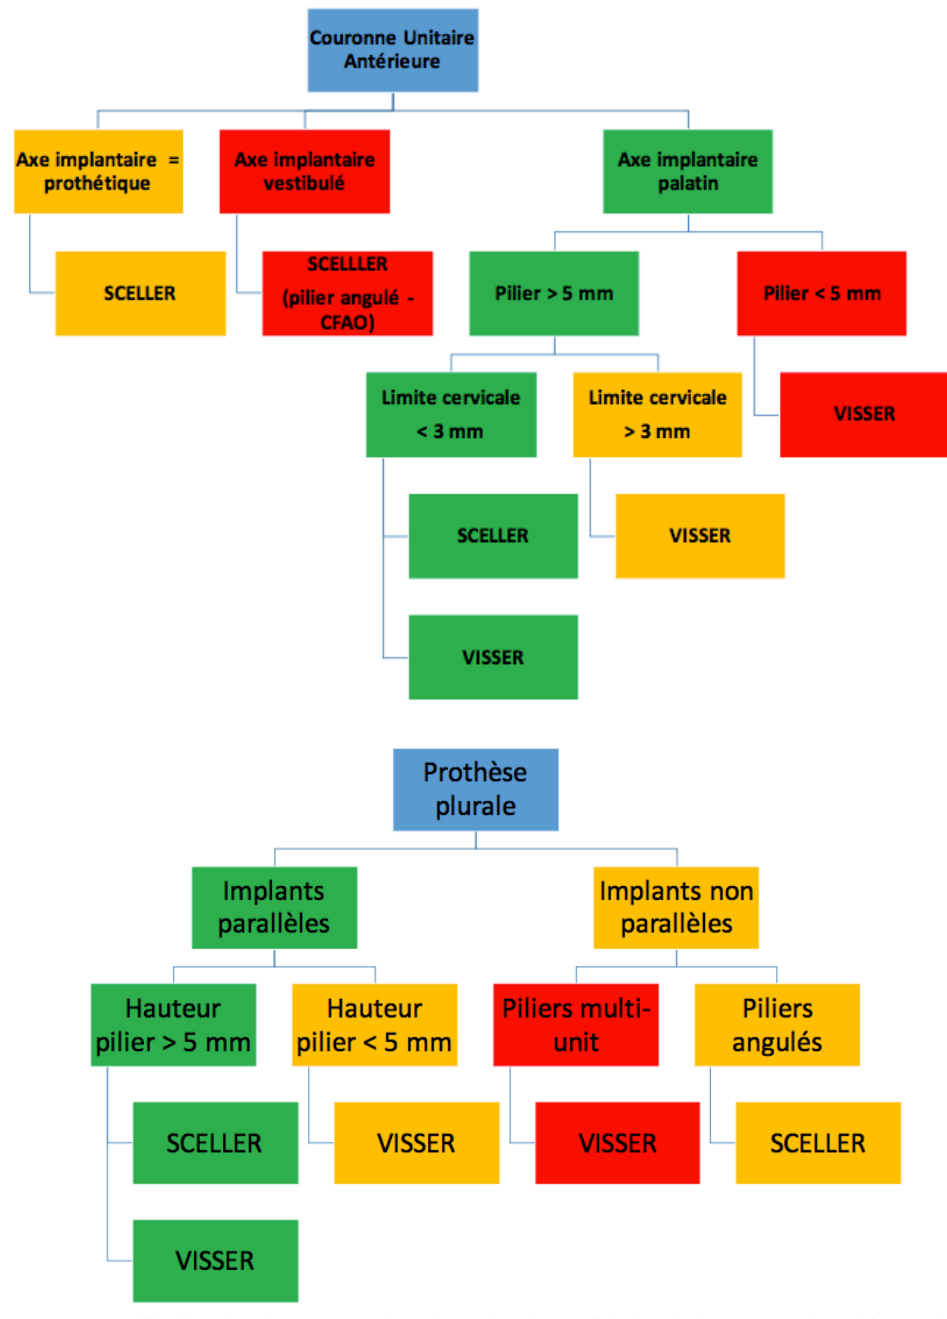 Couronne Unitaire
Antérieure
Axe implantaire =
prothétique
Axe implantaire
vestibulé
Axe implantaire
palatin
SCELLER
SCELLLER
(pilier angulé -
CFAO)
Pilier > 5 mm
Pilier < 5 mm
Limite cervicale
< 3 mm
Limite cervicale
> 3 mm
VISSER
SCELLER
VISSER
VISSER
Prothèse
plurale
Implants
parallèles
Implants non
parallèles
Hauteur
pilier > 5 mm
Hauteur
pilier < 5 mm
Piliers multi-
unit
Piliers
angulés
SCELLER
VISSER
VISSER
SCELLER
VISSER